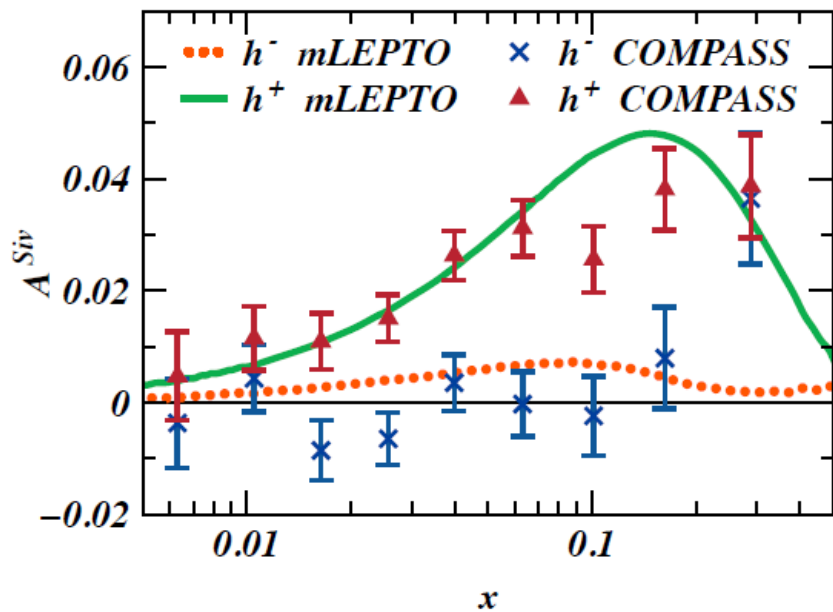 h⁻ mLEPTO h⁻ COMPASS
h⁺ mLEPTO h⁺ COMPASS
0.06
0.04
0.02
0
−0.02
A^Siv
0.01 0.1
x